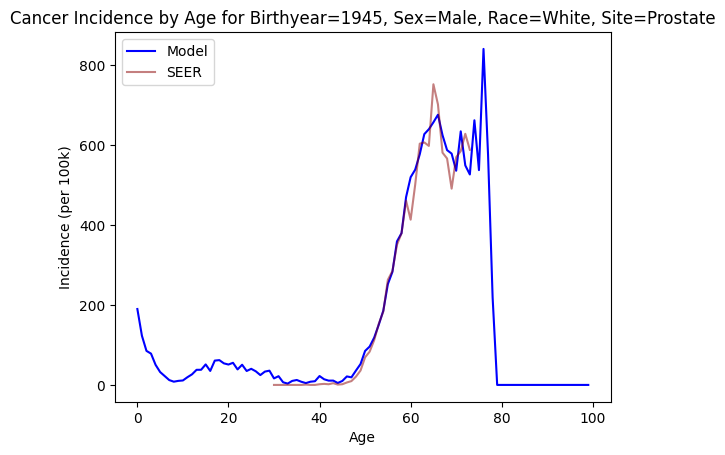 Cancer Incidence by Age for Birthyear=1945, Sex=Male, Race=White, Site=Prostate
Model
SEER
Incidence (per 100k)
800
600
400
200
0
0 20 40 60 80 100
Age